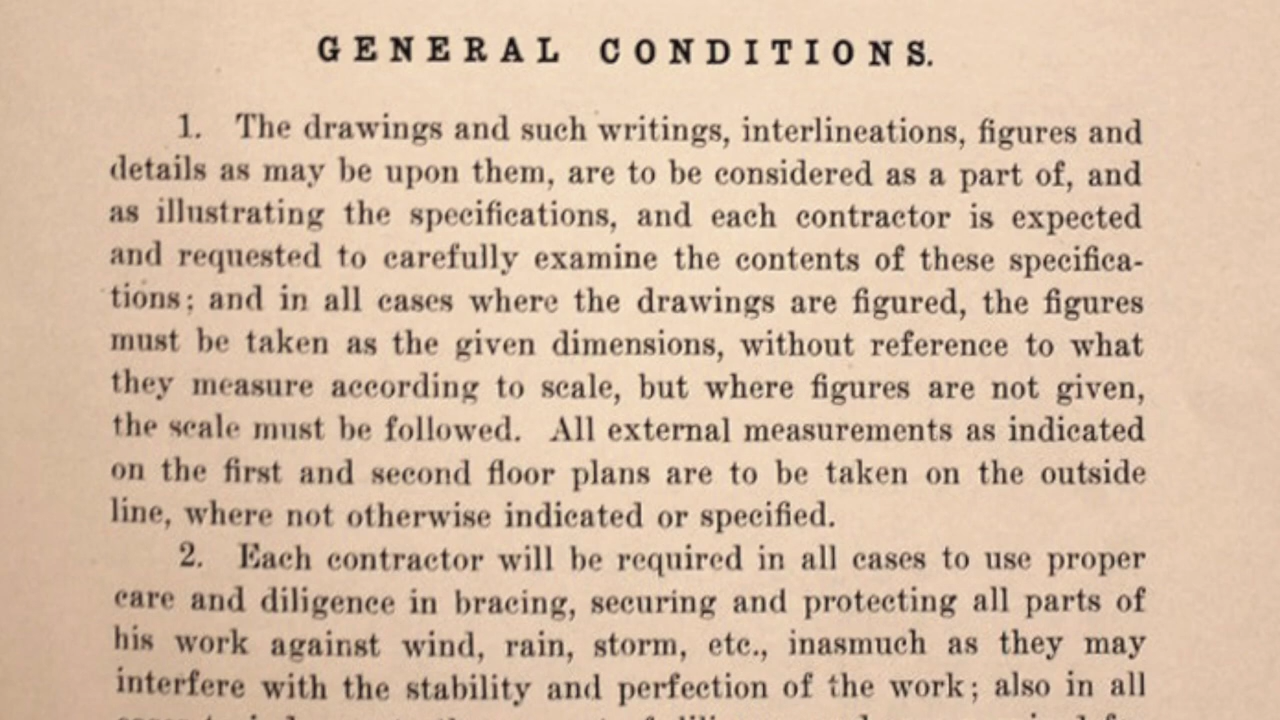 GENERAL CONDITIONS.
1. The drawings and such writings, interlineations, figures and
details as may be upon them, are to be considered as a part of, and
as illustrating the specifications, and each contractor is expected
and requested to carefully examine the contents of these specifica-
tions; and in all cases where the drawings are figured, the figures
must be taken as the given dimensions, without reference to what
they measure according to scale, but where figures are not given,
the scale must be followed. All external measurements as indicated
on the first and second floor plans are to be taken on the outside
line, where not otherwise indicated or specified.
2. Each contractor will be required in all cases to use proper
care and diligence in bracing, securing and protecting all parts of
his work against wind, rain, storm, etc., inasmuch as they may
interfere with the stability and perfection of the work; also in all